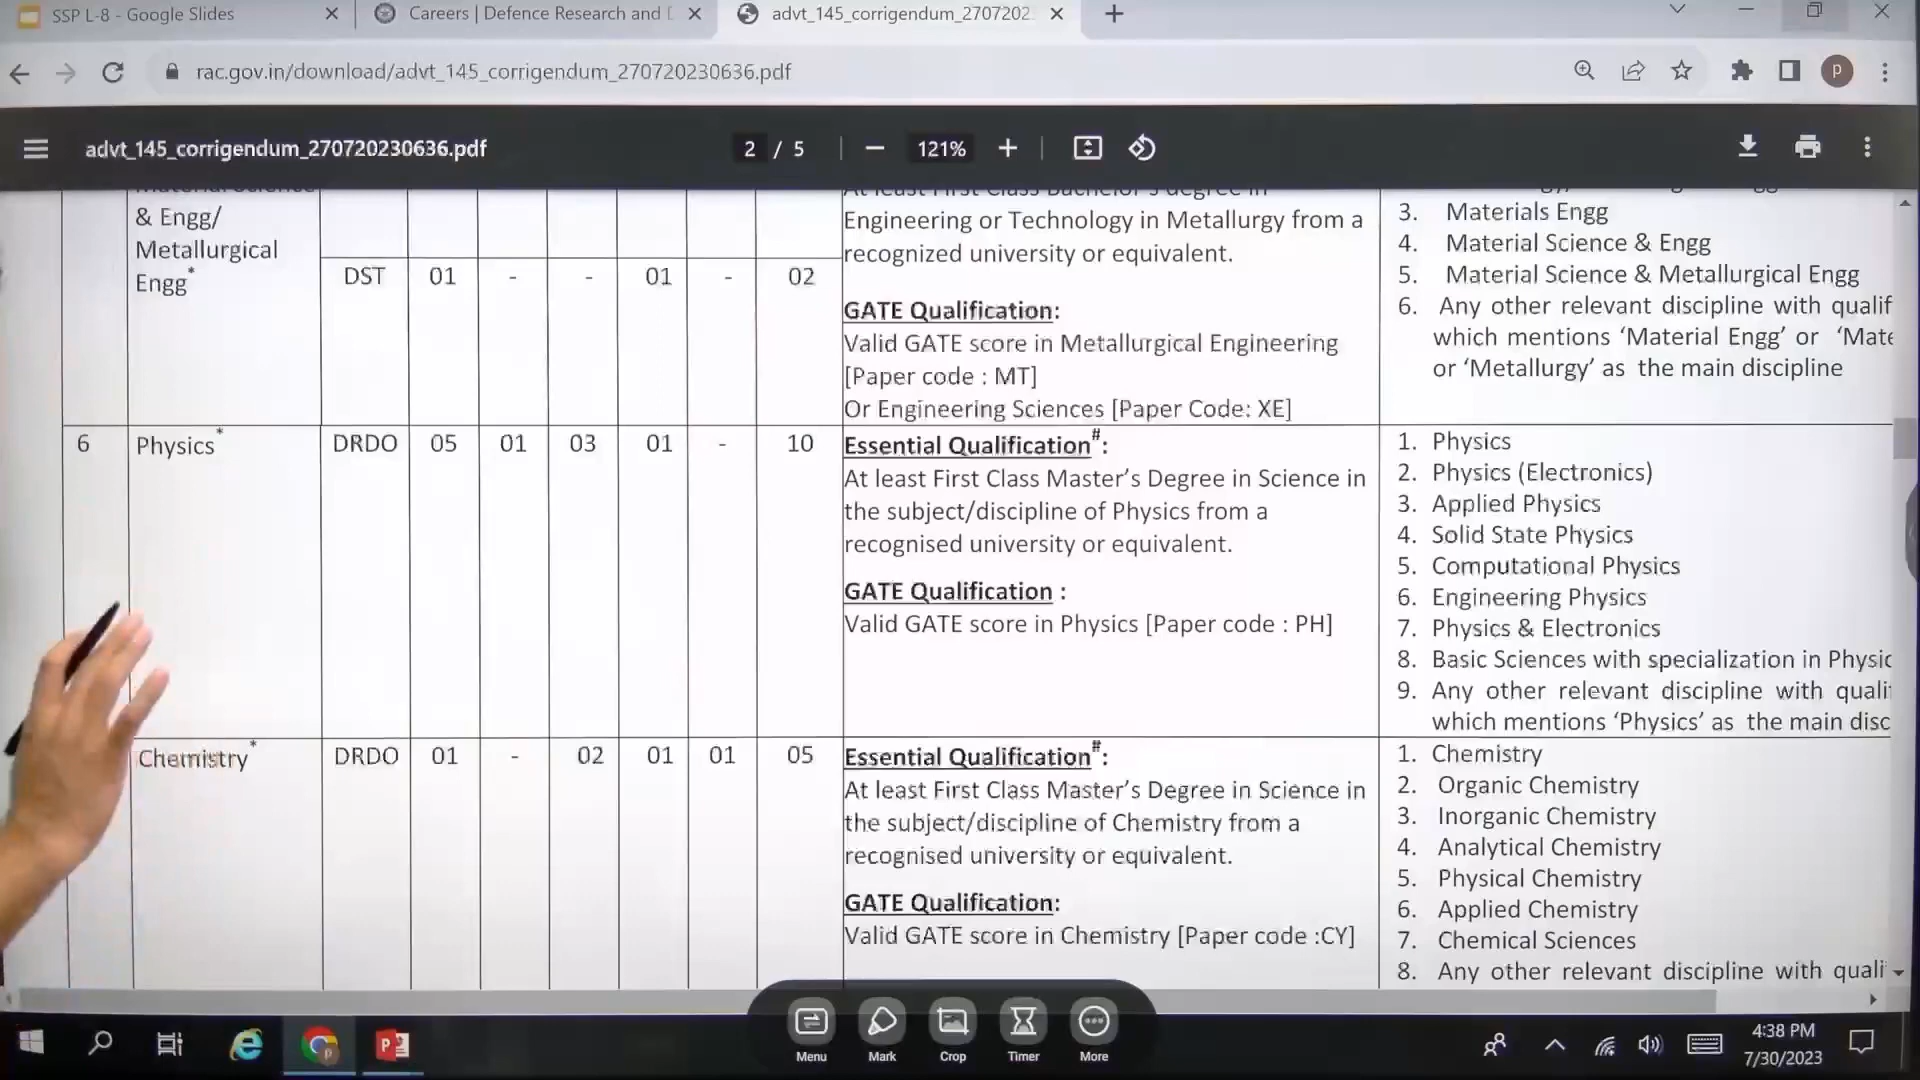 SSP L-8 - Google Slides
Careers | Defence Research and D
advt_145_corrigendum_2707202
rac.gov.in/download/advt_145_corrigendum_270720230636.pdf
p
advt_145_corrigendum_270720230636.pdf
2 / 5
121%
Material Science
& Engg/
Metallurgical
Engg*
DST 01 - - 01 - 02
At least First Class Bachelor's degree in
Engineering or Technology in Metallurgy from a
recognized university or equivalent.
GATE Qualification:
Valid GATE score in Metallurgical Engineering
[Paper code : MT]
Or Engineering Sciences [Paper Code: XE]
3. Materials Engg
4. Material Science & Engg
5. Material Science & Metallurgical Engg
6. Any other relevant discipline with qualif
which mentions ‘Material Engg’ or ‘Mate
or ‘Metallurgy’ as the main discipline
6 Physics* DRDO 05 01 03 01 - 10
Essential Qualification#:
At least First Class Master’s Degree in Science in
the subject/discipline of Physics from a
recognised university or equivalent.
GATE Qualification :
Valid GATE score in Physics [Paper code : PH]
1. Physics
2. Physics (Electronics)
3. Applied Physics
4. Solid State Physics
5. Computational Physics
6. Engineering Physics
7. Physics & Electronics
8. Basic Sciences with specialization in Physic
9. Any other relevant discipline with quali
which mentions ‘Physics’ as the main disc
Chemistry* DRDO 01 - 02 01 01 05
Essential Qualification#:
At least First Class Master’s Degree in Science in
the subject/discipline of Chemistry from a
recognised university or equivalent.
GATE Qualification:
Valid GATE score in Chemistry [Paper code :CY]
1. Chemistry
2. Organic Chemistry
3. Inorganic Chemistry
4. Analytical Chemistry
5. Physical Chemistry
6. Applied Chemistry
7. Chemical Sciences
8. Any other relevant discipline with quali
Menu
Mark
Crop
Timer
More
4:38 PM
7/30/2023